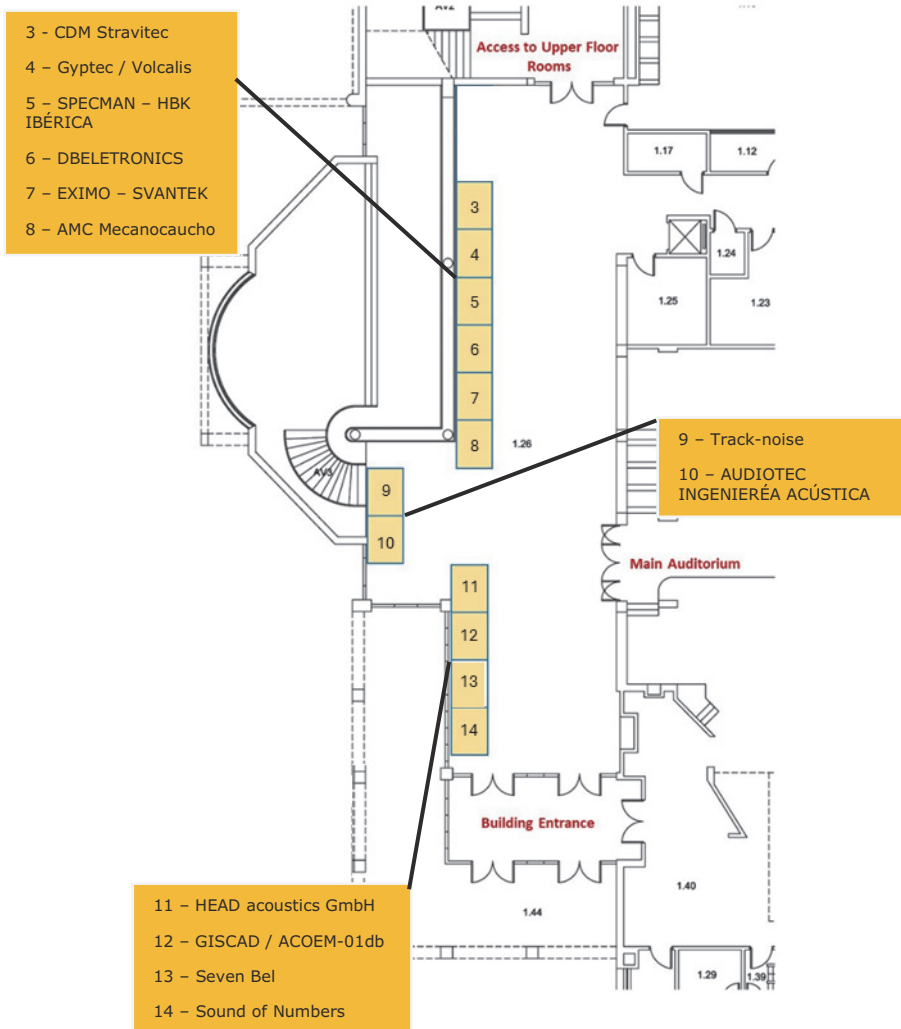 3 - CDM Stravitec
4 – Gyptec / Volcalis
5 – SPECMAN – HBK
IBÉRICA
6 – DBELETRONICS
7 – EXIMO – SVANTEK
8 – AMC Mecanocaucho
AV2
Access to Upper Floor
Rooms
1.17
1.12
3
4
5
6
7
8
1.24
1.25
1.23
1.26
AV3
9
10
9 – Track-noise
10 – AUDIOTEC
INGENIERÉA ACÚSTICA
Main Auditorium
11
12
13
14
Building Entrance
1.40
1.44
1.29
1.39
11 – HEAD acoustics GmbH
12 – GISCAD / ACOEM-01db
13 – Seven Bel
14 – Sound of Numbers